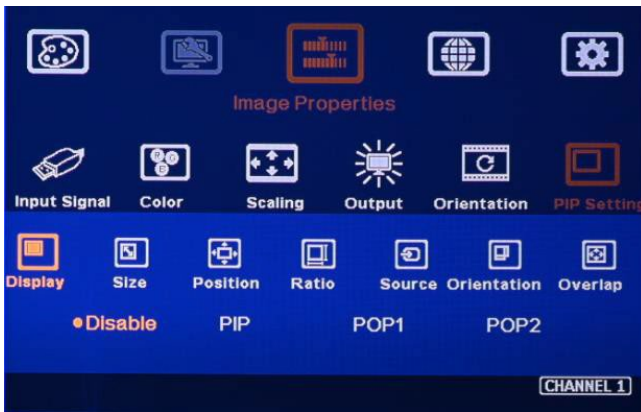 Image Properties
Input Signal Color Scaling Output Orientation PIP Setting
Display Size Position Ratio Source Orientation Overlap
Disable PIP POP1 POP2
CHANNEL 1